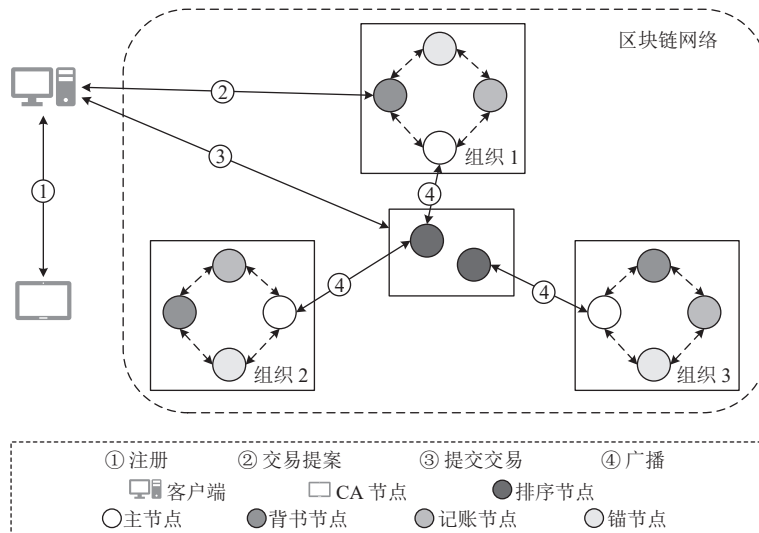 区块链网络
②
组织 1
③
①
④
④
④
组织 2
组织 3
① 注册 ② 交易提案 ③ 提交交易 ④ 广播
客户端 CA 节点 排序节点
主节点 背书节点 记账节点 锚节点